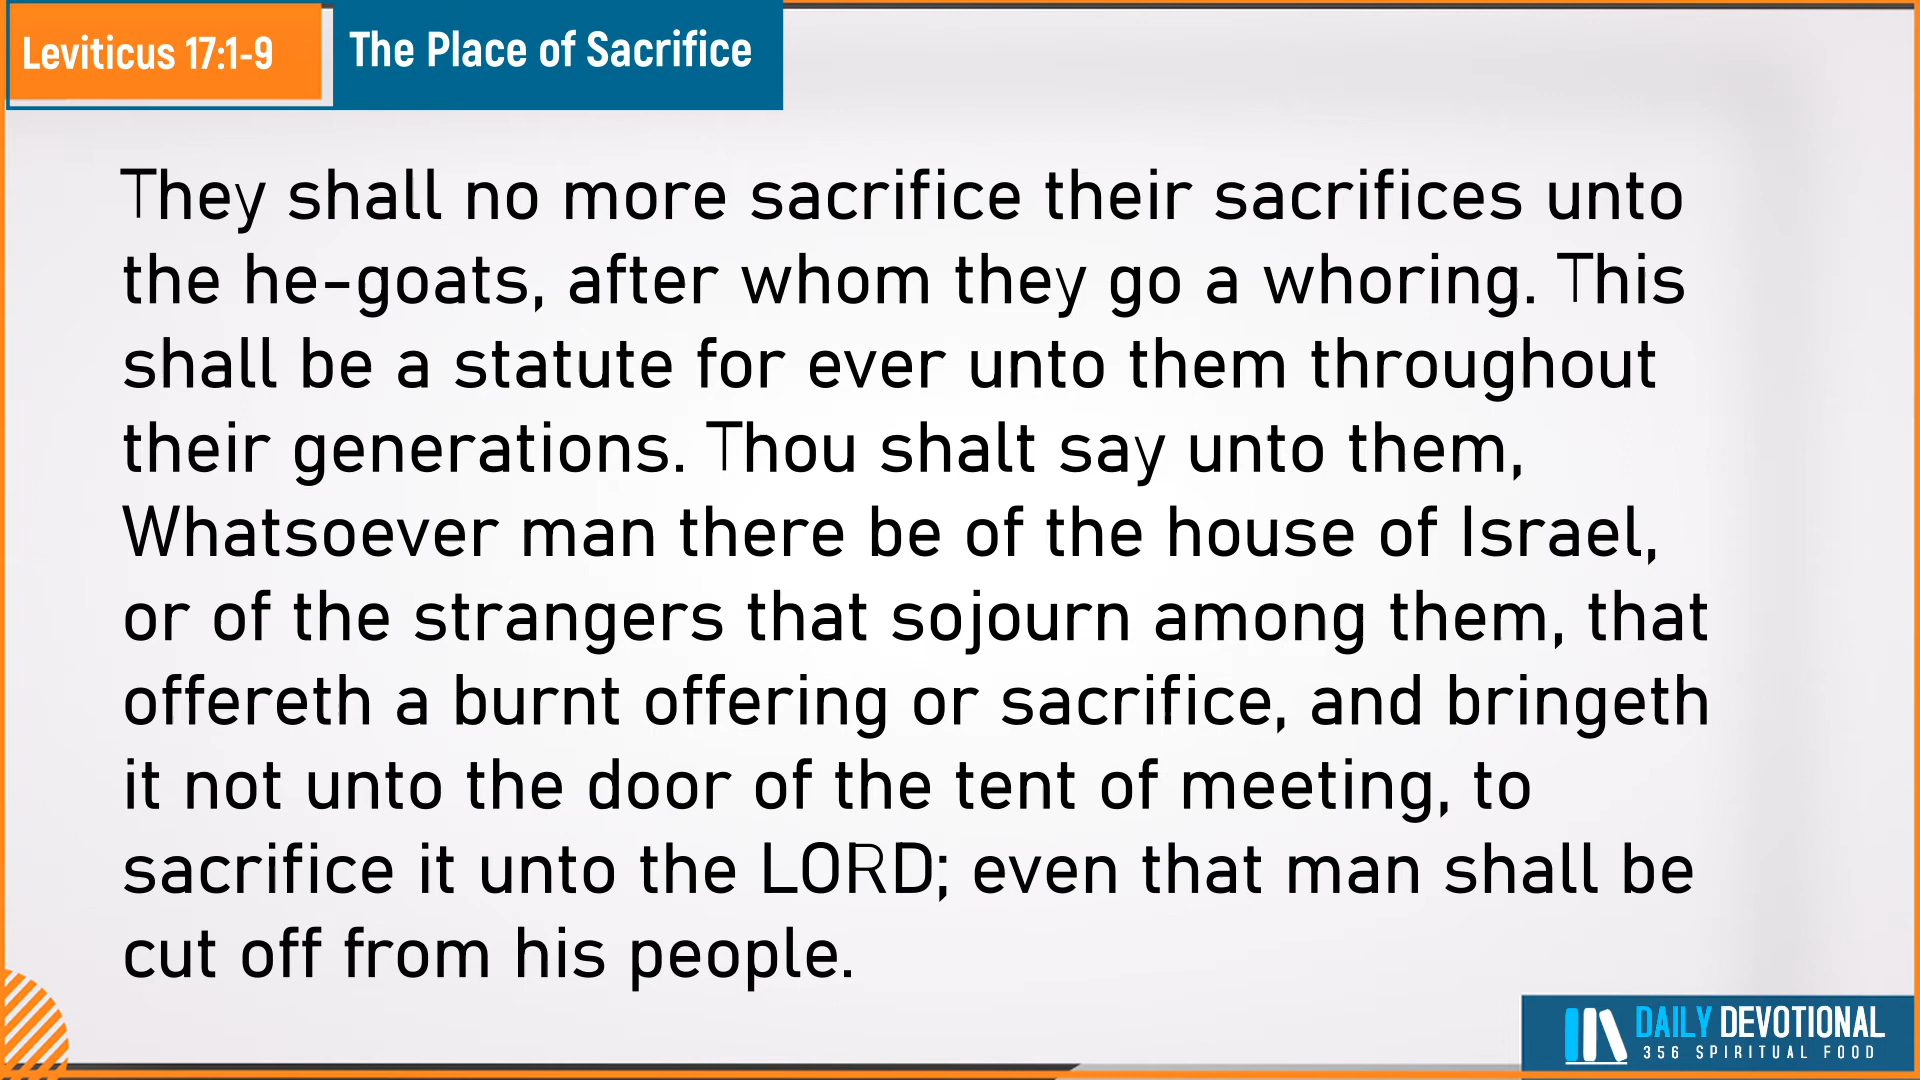 Leviticus 17:1-9
The Place of Sacrifice
They shall no more sacrifice their sacrifices unto
the he-goats, after whom they go a whoring. This
shall be a statute for ever unto them throughout
their generations. Thou shalt say unto them,
Whatsoever man there be of the house of Israel,
or of the strangers that sojourn among them, that
offereth a burnt offering or sacrifice, and bringeth
it not unto the door of the tent of meeting, to
sacrifice it unto the LORD; even that man shall be
cut off from his people.
DAILY DEVOTIONAL
356 SPIRITUAL FOOD